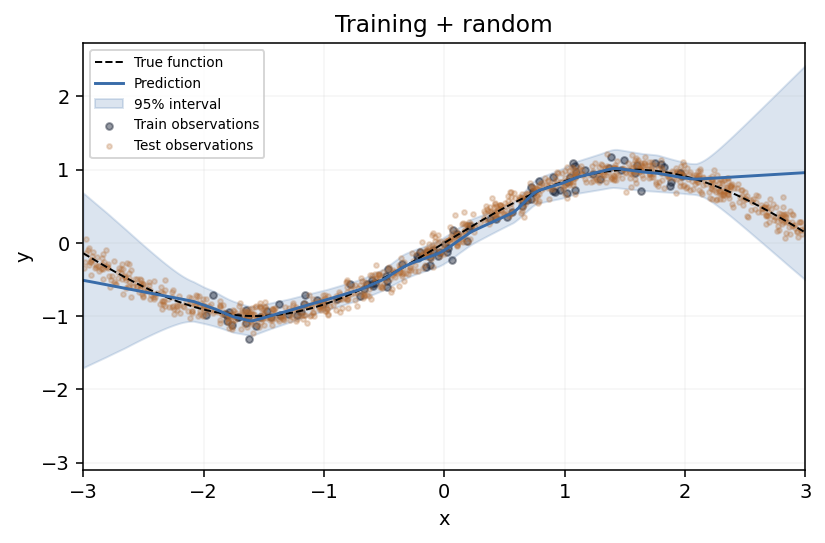 Training + random
True function
Prediction
95% interval
Train observations
Test observations
y
2
1
0
−1
−2
−3
−3 −2 −1 0 1 2 3
x